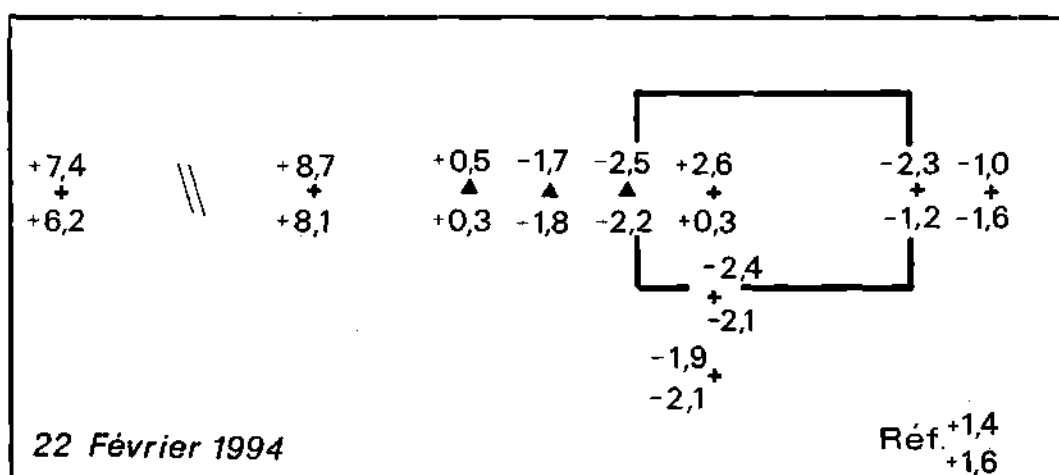 +7,4 +8,7 +0,5 -1,7 -2,5 +2,6 -2,3 -1,0
+6,2 +8,1 +0,3 -1,8 -2,2 +0,3 -1,2 -1,6
-2,4
-2,1
-1,9
-2,1
22 Février 1994
Réf. +1,4
+1,6